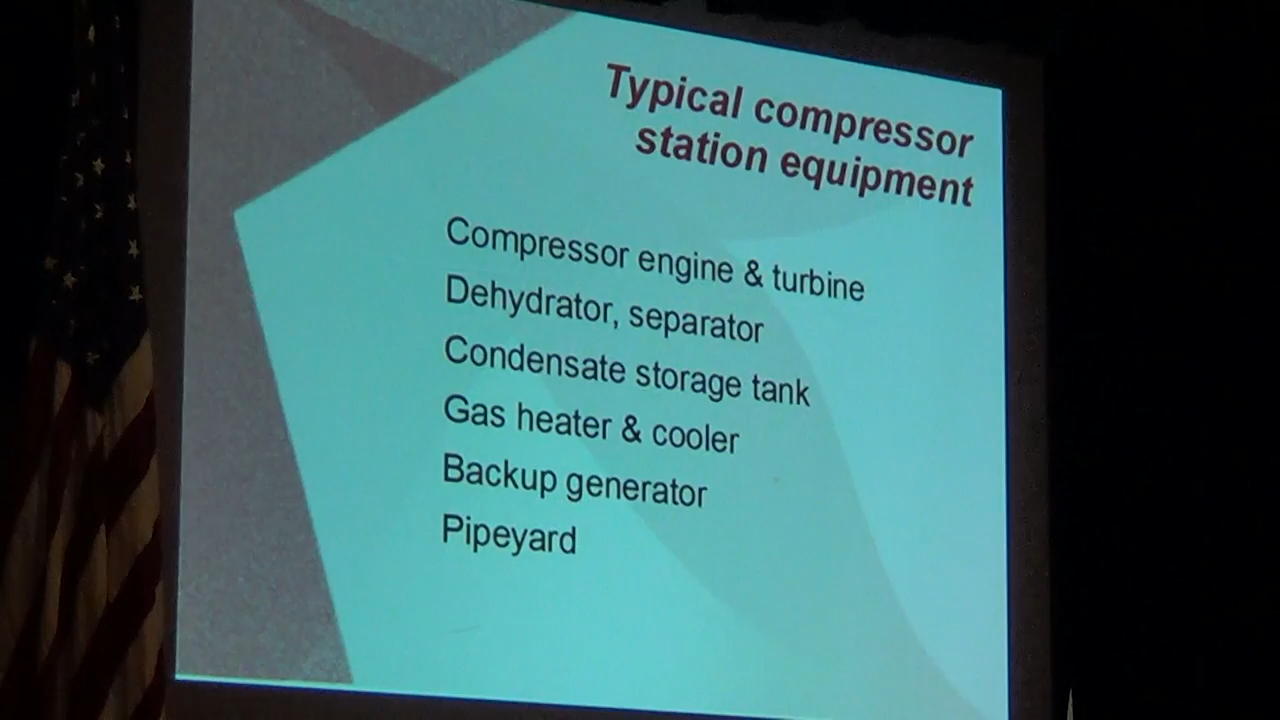 Typical compressor
station equipment
Compressor engine & turbine
Dehydrator, separator
Condensate storage tank
Gas heater & cooler
Backup generator
Pipeyard